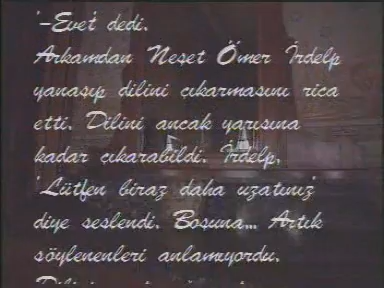 '-Evet' dedi.
Arkamdan Neşet Ömer İrdelp
yanaşıp dilini çıkarmasını rica
etti. Dilini ancak yarısına
kadar çıkarabildi. İrdelp,
'Lütfen biraz daha uzatınız'
diye seslendi. Boşuna... Artık
söylenenleri anlamıyordu.